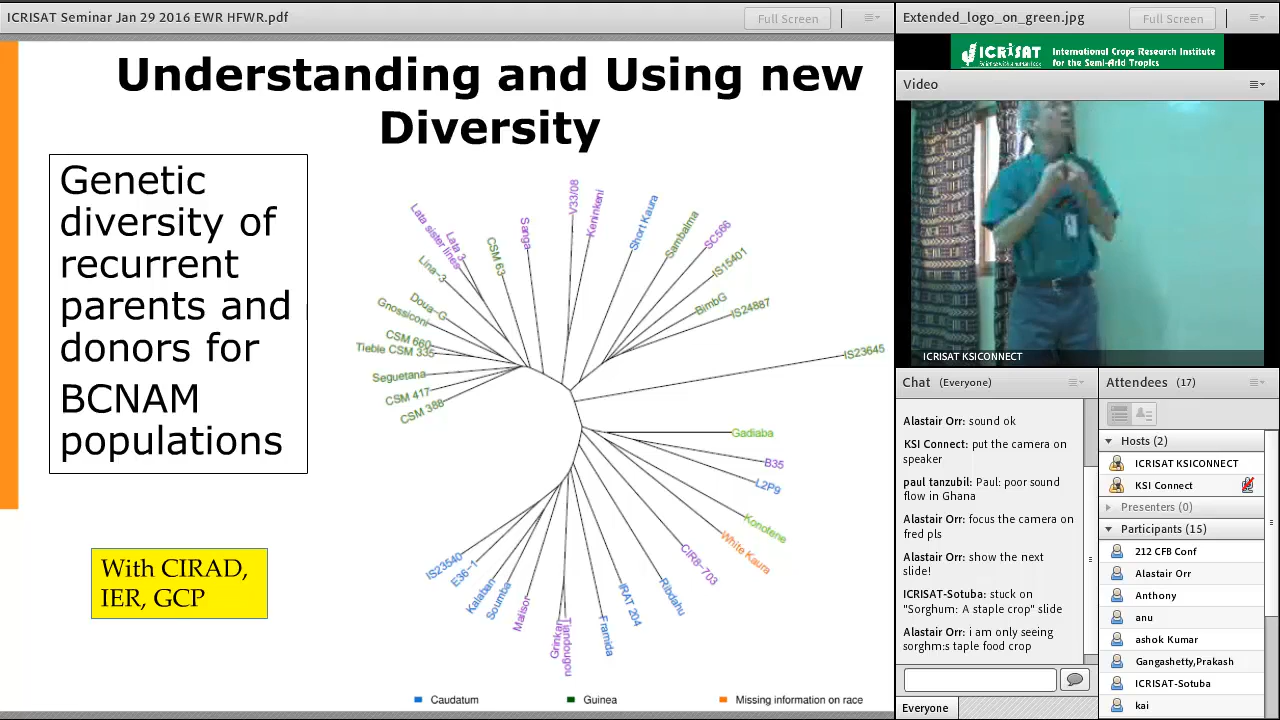 ICRISAT Seminar Jan 29 2016 EWR HFWR.pdf
Full Screen
Understanding and Using new
Diversity
Genetic
diversity of
recurrent
parents and
donors for
BCNAM
populations
With CIRAD,
IER, GCP
Lata sister lines
Lata 3
Lina-3
CSM 63
Sanga
V33/08
Keninkeni
Short Kaura
Sambalma
SC566
IS15401
BimbG
IS24887
IS23645
Doua-G
Gnossiconi
CSM 660
Tieble CSM 335
Seguetana
CSM 417
CSM 388
Gadiaba
B35
L2P9
Konotene
White Kaura
CIR8-703
Ribdahu
IRAT 204
Framida
Tiandougou
Grinkan
Malisor
Soumba
Kalaban
E36-1
IS23540
Caudatum
Guinea
Missing information on race
Extended_logo_on_green.jpg
Full Screen
ICRISAT
International Crops Research Institute
for the Semi-Arid Tropics
Video
ICRISAT KSICONNECT
Chat (Everyone)
Alastair Orr: sound ok
KSI Connect: put the camera on
speaker
paul tanzubil: Paul: poor sound
flow in Ghana
Alastair Orr: focus the camera on
fred pls
Alastair Orr: show the next
slide!
ICRISAT-Sotuba: stuck on
"Sorghum: A staple crop" slide
Alastair Orr: i am only seeing
sorghm:s taple food crop
Everyone
Attendees (17)
Hosts (2)
ICRISAT KSICONNECT
KSI Connect
Presenters (0)
Participants (15)
212 CFB Conf
Alastair Orr
Anthony
anu
ashok Kumar
Gangashetty,Prakash
ICRISAT-Sotuba
kai